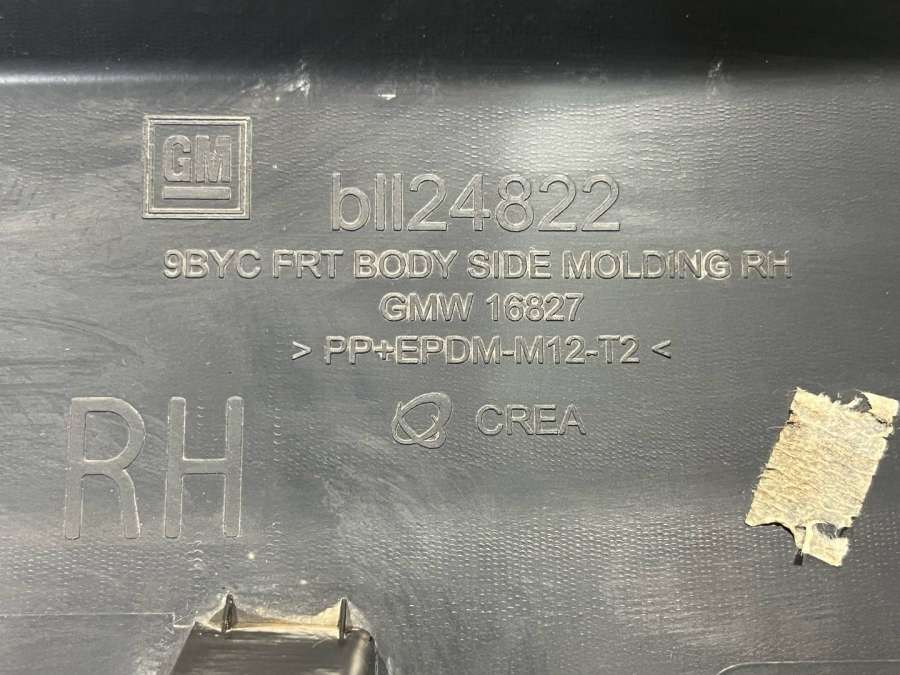 GM
bll24822
9BYC FRT BODY SIDE MOLDING RH
GMW 16827
> PP+EPDM-M12-T2 <
CREA
RH